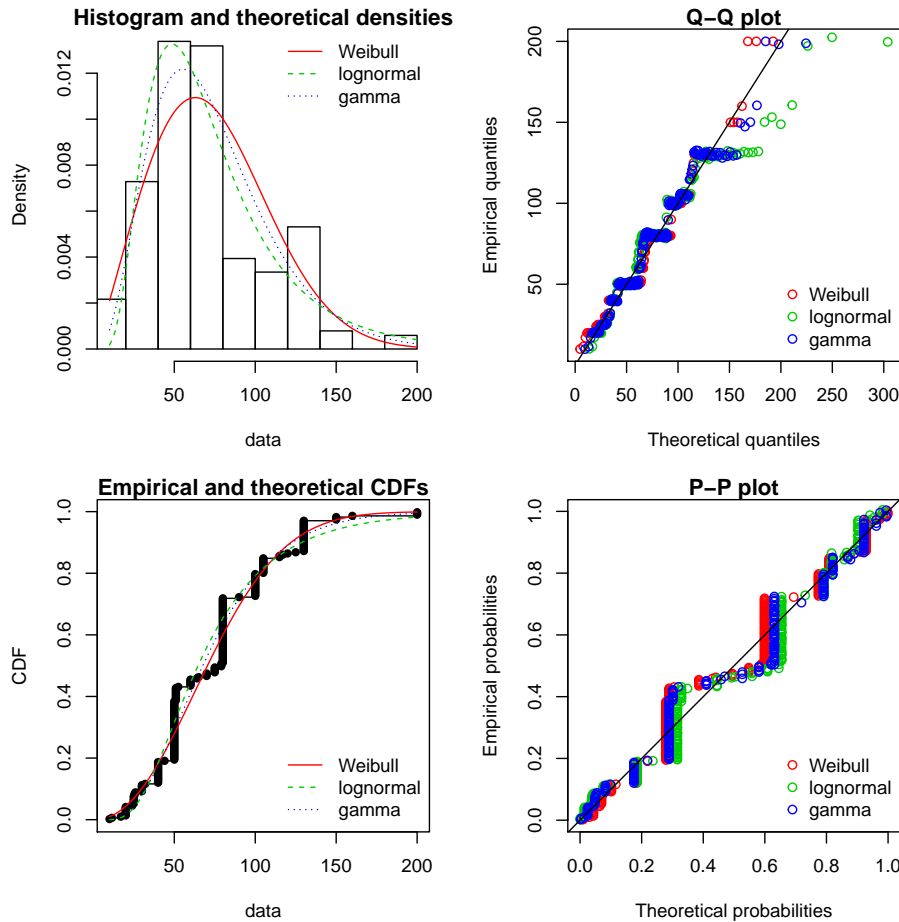 Histogram and theoretical densities
Density
0.000
0.004
0.008
0.012
Weibull
lognormal
gamma
50
100
150
200
data
Q−Q plot
Empirical quantiles
50
100
150
200
Weibull
lognormal
gamma
0
50
100
150
200
250
300
Theoretical quantiles
Empirical and theoretical CDFs
CDF
0.0
0.2
0.4
0.6
0.8
1.0
Weibull
lognormal
gamma
50
100
150
200
data
P−P plot
Empirical probabilities
0.0
0.2
0.4
0.6
0.8
1.0
Weibull
lognormal
gamma
0.0
0.2
0.4
0.6
0.8
1.0
Theoretical probabilities